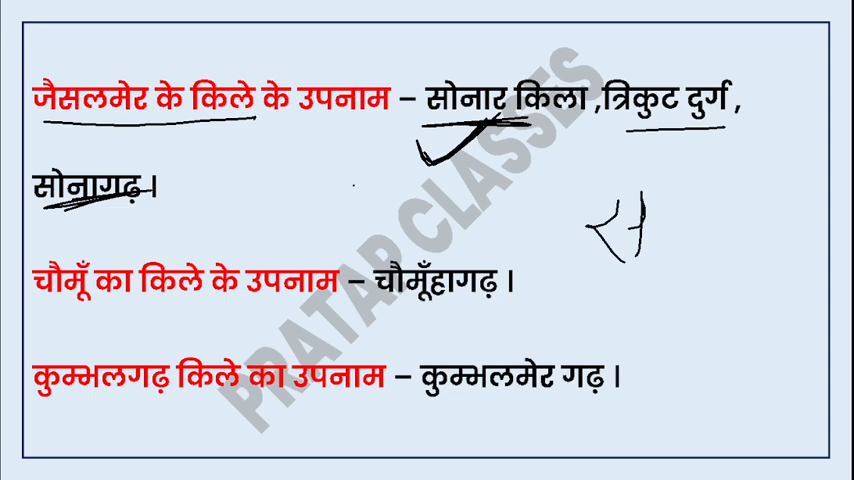 जैसलमेर के किले के उपनाम – सोनार किला ,त्रिकुट दुर्ग ,
सोनागढ़ ।
चौमूँ का किले के उपनाम – चौमूँहागढ़ ।
कुम्भलगढ़ किले का उपनाम – कुम्भलमेर गढ़ ।
PRATAP CLASSES